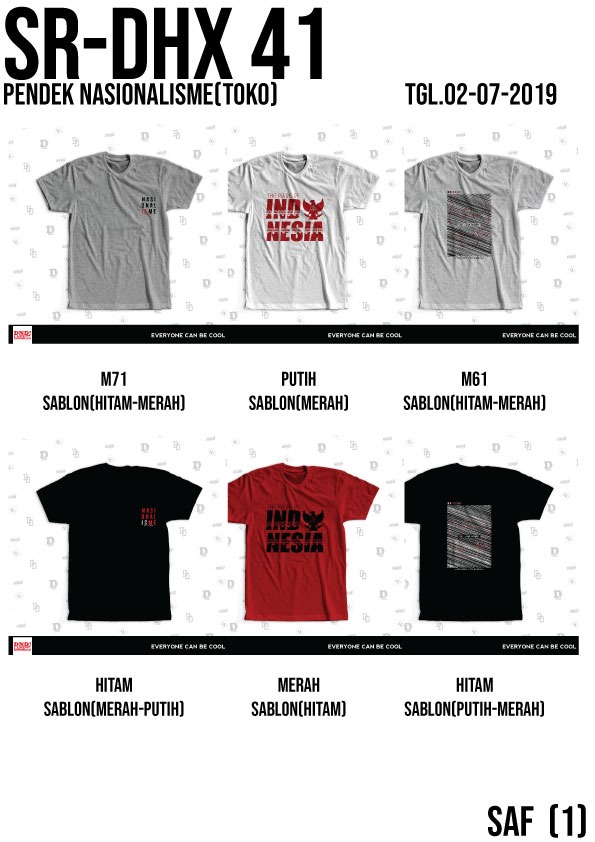 SR-DHX 41
PENDEK NASIONALISME(TOKO)
TGL.02-07-2019
NASI
ONAL
ISME
THE PRIDE OF
IND NESIA
EVERYONE CAN BE COOL
EVERYONE CAN BE COOL
EVERYONE CAN BE COOL
M71
SABLON(HITAM-MERAH)
PUTIH
SABLON(MERAH)
M61
SABLON(HITAM-MERAH)
NASI
ONAL
ISME
IND
NESIA
EVERYONE CAN BE COOL
EVERYONE CAN BE COOL
EVERYONE CAN BE COOL
HITAM
SABLON(MERAH-PUTIH)
MERAH
SABLON(HITAM)
HITAM
SABLON(PUTIH-MERAH)
SAF (1)